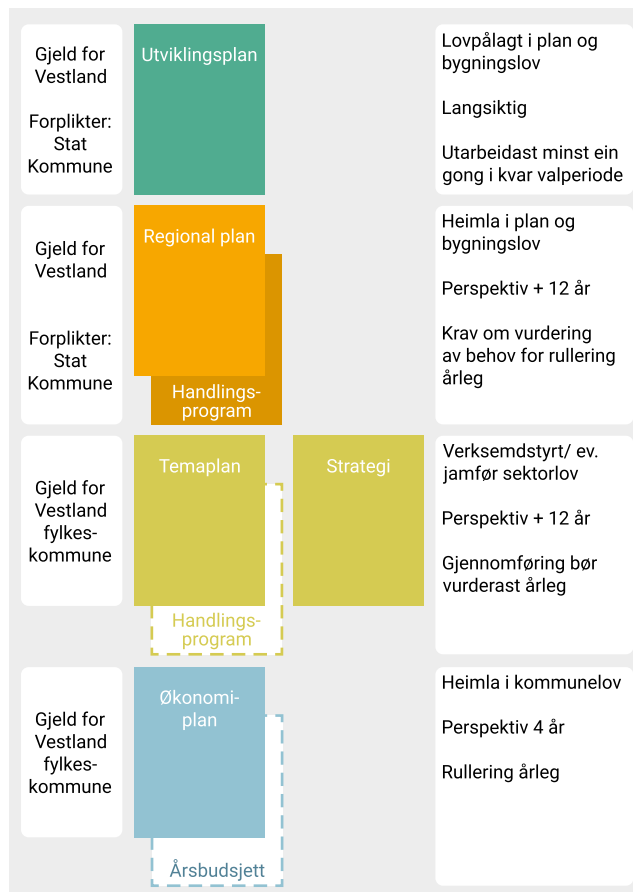 Gjeld for
Vestland
Forplikter:
Stat
Kommune
Utviklingsplan
Lovpålagt i plan og
bygningslov
Langsiktig
Utarbeidast minst ein
gong i kvar valperiode
Gjeld for
Vestland
Forplikter:
Stat
Kommune
Regional plan
Handlings-
program
Heimla i plan og
bygningslov
Perspektiv + 12 år
Krav om vurdering
av behov for rullering
årleg
Gjeld for
Vestland
fylkes-
kommune
Temaplan
Handlings-
program
Strategi
Verksemdstyrt/ ev.
jamfør sektorlov
Perspektiv + 12 år
Gjennomføring bør
vurderast årleg
Gjeld for
Vestland
fylkes-
kommune
Økonomi-
plan
Årsbudsjett
Heimla i kommunelov
Perspektiv 4 år
Rullering årleg